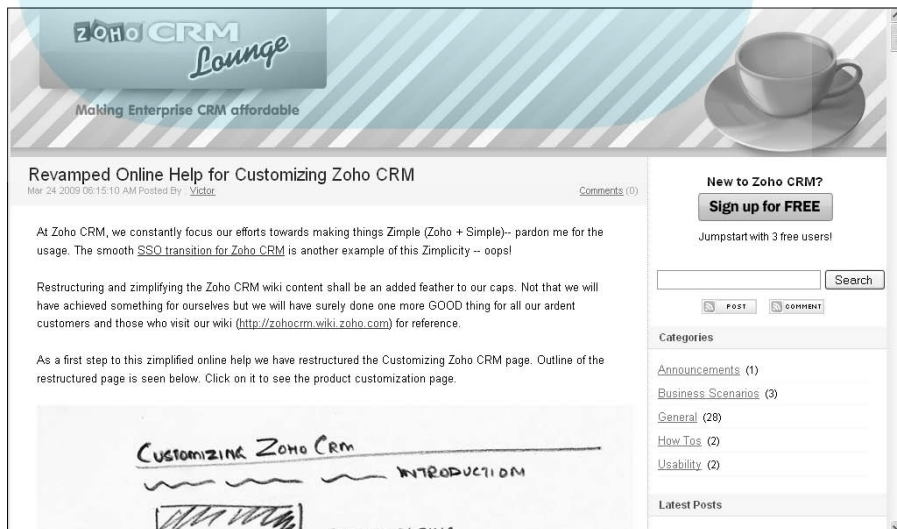 ZOHO CRM
Lounge
Making Enterprise CRM affordable
Revamped Online Help for Customizing Zoho CRM
Mar 24 2009 06:15:10 AM Posted By : Victor
Comments (0)
At Zoho CRM, we constantly focus our efforts towards making things Zimple (Zoho + Simple)-- pardon me for the
usage. The smooth SSO transition for Zoho CRM is another example of this Zimplicity -- oops!
Restructuring and zimplifying the Zoho CRM wiki content shall be an added feather to our caps. Not that we will
have achieved something for ourselves but we will have surely done one more GOOD thing for all our ardent
customers and those who visit our wiki (http://zohocrm.wiki.zoho.com) for reference.
As a first step to this zimplified online help we have restructured the Customizing Zoho CRM page. Outline of the
restructured page is seen below. Click on it to see the product customization page.
CUSTOMIZING ZOHO CRM
INTRODUCTION
New to Zoho CRM?
Sign up for FREE
Jumpstart with 3 free users!
Search
POST
COMMENT
Categories
Announcements (1)
Business Scenarios (3)
General (28)
How Tos (2)
Usability (2)
Latest Posts